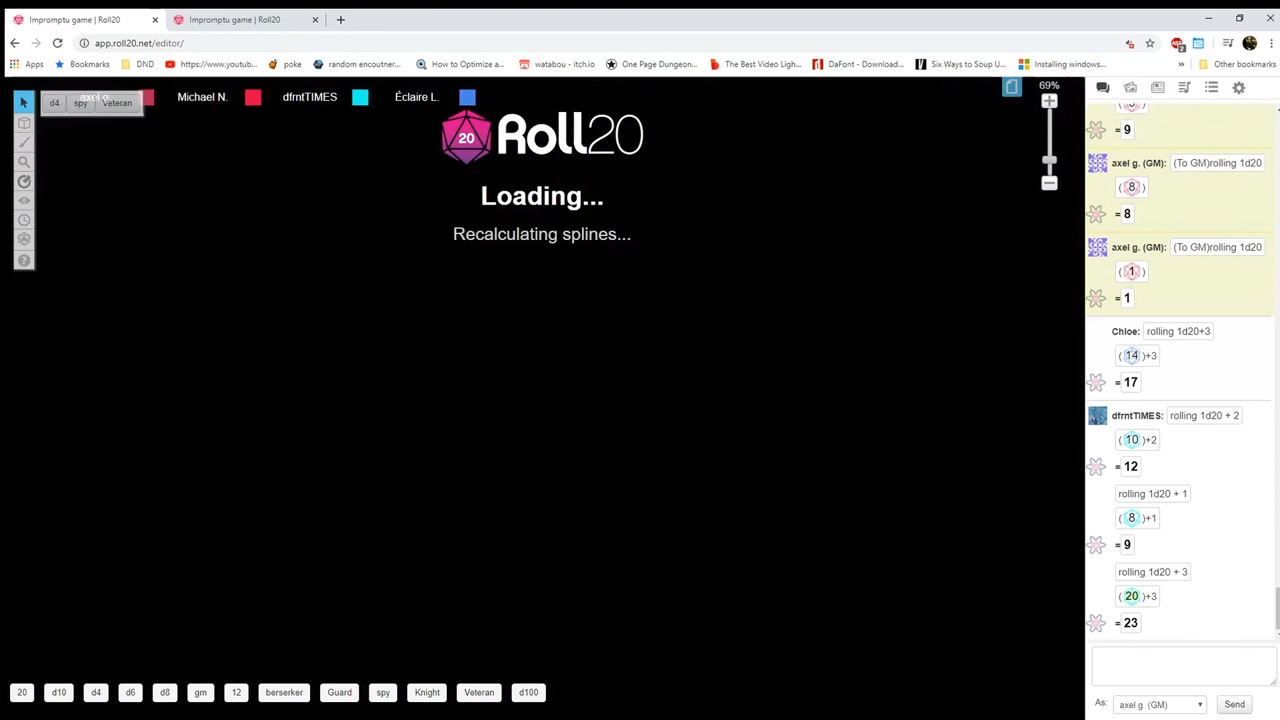 Impromptu game | Roll20
Impromptu game | Roll20
app.roll20.net/editor/
2
Apps Bookmarks DND https://www.youtub... poke random encoutner... How to Optimize a... watabou - itch.io One Page Dungeon... The Best Video Ligh... DaFont - Download... Six Ways to Soup U... Installing windows... » Other bookmarks
d4 spy Veteran
axel g. Michael N. dfrntTIMES Éclaire L.
69%
20 Roll20
Loading...
Recalculating splines...
= 9
axel g. (GM): (To GM)rolling 1d20
(8)
= 8
axel g. (GM): (To GM)rolling 1d20
(1)
= 1
Chloe: rolling 1d20+3
(14)+3
= 17
dfrntTIMES: rolling 1d20 + 2
(10)+2
= 12
rolling 1d20 + 1
(8)+1
= 9
rolling 1d20 + 3
(20)+3
= 23
20 d10 d4 d6 d8 gm 12 berserker Guard spy Knight Veteran d100
As: axel g. (GM) Send